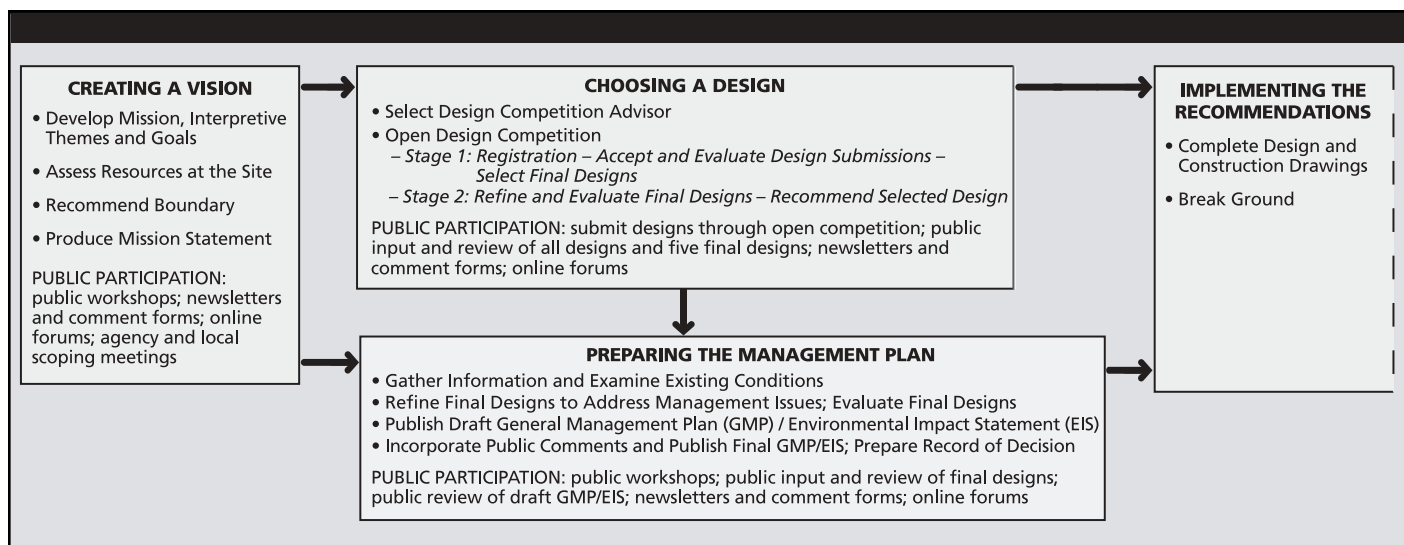 CREATING A VISION
• Develop Mission, Interpretive
Themes and Goals
• Assess Resources at the Site
• Recommend Boundary
• Produce Mission Statement
PUBLIC PARTICIPATION:
public workshops; newsletters
and comment forms; online
forums; agency and local
scoping meetings
CHOOSING A DESIGN
• Select Design Competition Advisor
• Open Design Competition
– Stage 1: Registration – Accept and Evaluate Design Submissions –
Select Final Designs
– Stage 2: Refine and Evaluate Final Designs – Recommend Selected Design
PUBLIC PARTICIPATION: submit designs through open competition; public
input and review of all designs and five final designs; newsletters and
comment forms; online forums
PREPARING THE MANAGEMENT PLAN
• Gather Information and Examine Existing Conditions
• Refine Final Designs to Address Management Issues; Evaluate Final Designs
• Publish Draft General Management Plan (GMP) / Environmental Impact Statement (EIS)
• Incorporate Public Comments and Publish Final GMP/EIS; Prepare Record of Decision
PUBLIC PARTICIPATION: public workshops; public input and review of final designs;
public review of draft GMP/EIS; newsletters and comment forms; online forums
IMPLEMENTING THE
RECOMMENDATIONS
• Complete Design and
Construction Drawings
• Break Ground